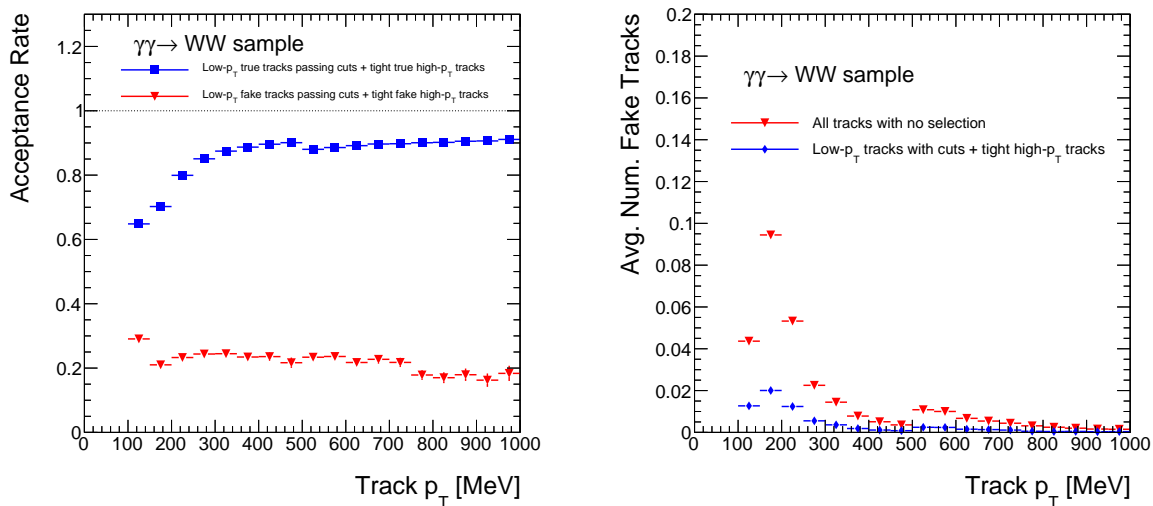 Acceptance Rate
1.2
1
0.8
0.6
0.4
0.2
0
γγ→ WW sample
Low-p_T true tracks passing cuts + tight true high-p_T tracks
Low-p_T fake tracks passing cuts + tight fake high-p_T tracks
0 100 200 300 400 500 600 700 800 900 1000
Track p_T [MeV]
Avg. Num. Fake Tracks
0.2
0.18
0.16
0.14
0.12
0.1
0.08
0.06
0.04
0.02
0
γγ→ WW sample
All tracks with no selection
Low-p_T tracks with cuts + tight high-p_T tracks
0 100 200 300 400 500 600 700 800 900 1000
Track p_T [MeV]